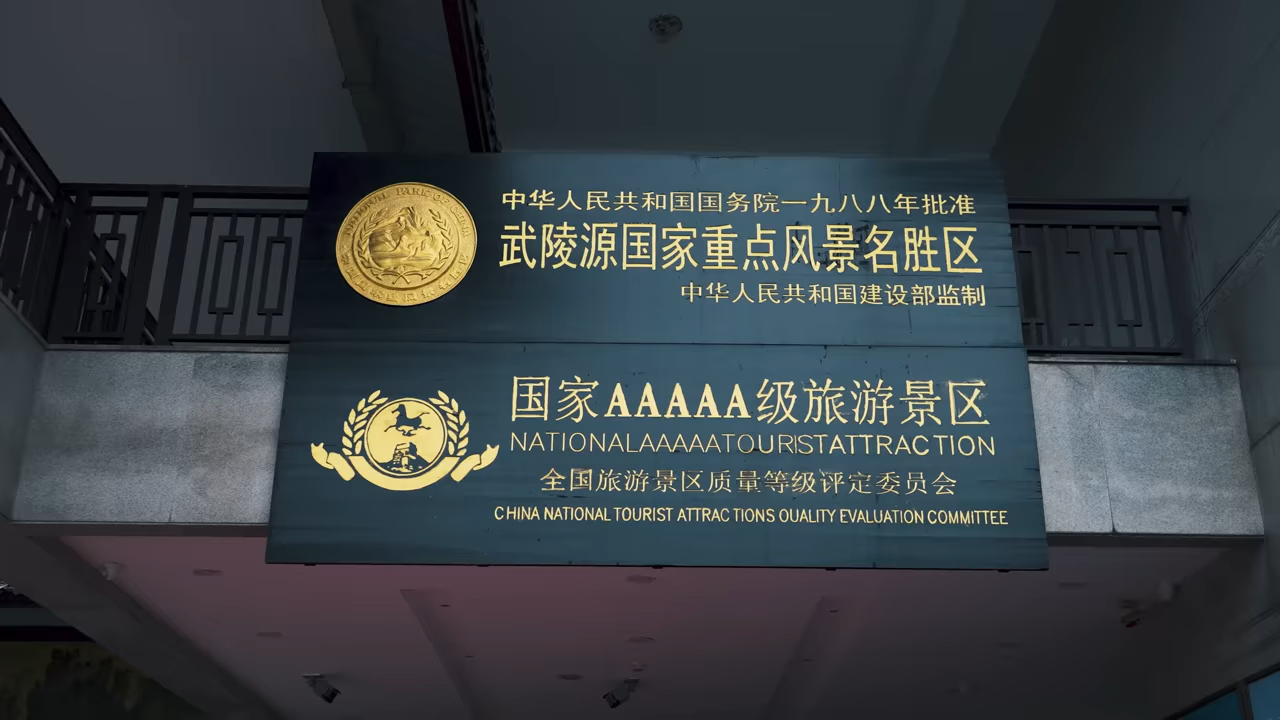 NATIONAL PARK OF CHINA
中华人民共和国国务院一九八八年批准
武陵源国家重点风景名胜区
中华人民共和国建设部监制
国家AAAAA级旅游景区
NATIONALAAAAATOURISTATTRACTION
全国旅游景区质量等级评定委员会
CHINA NATIONAL TOURIST ATTRACTIONS QUALITY EVALUATION COMMITTEE